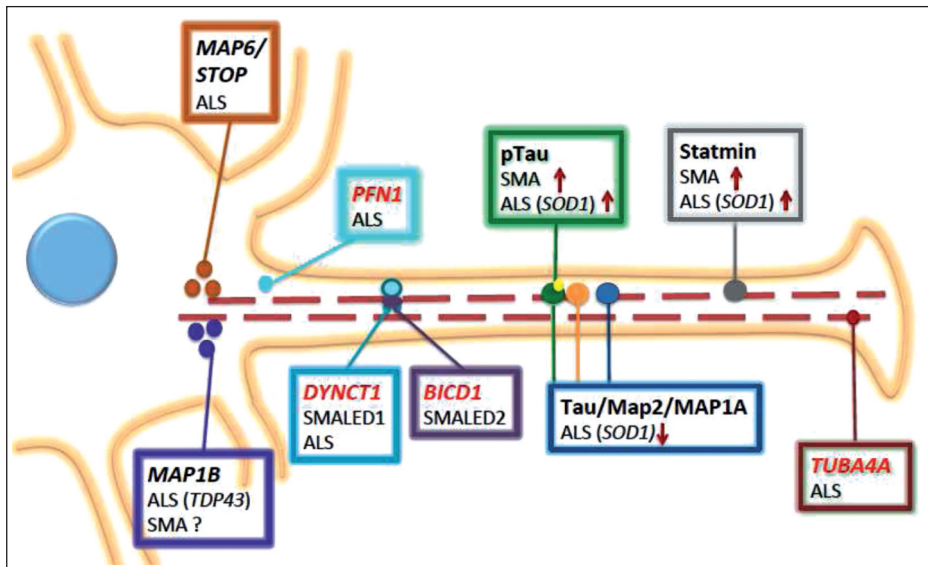 MAP6/
STOP
ALS
PFN1
ALS
pTau
SMA ↑
ALS (SOD1) ↑
Statmin
SMA ↑
ALS (SOD1) ↑
DYNCT1
SMALED1
ALS
BICD1
SMALED2
Tau/Map2/MAP1A
ALS (SOD1)↓
MAP1B
ALS (TDP43)
SMA ?
TUBA4A
ALS